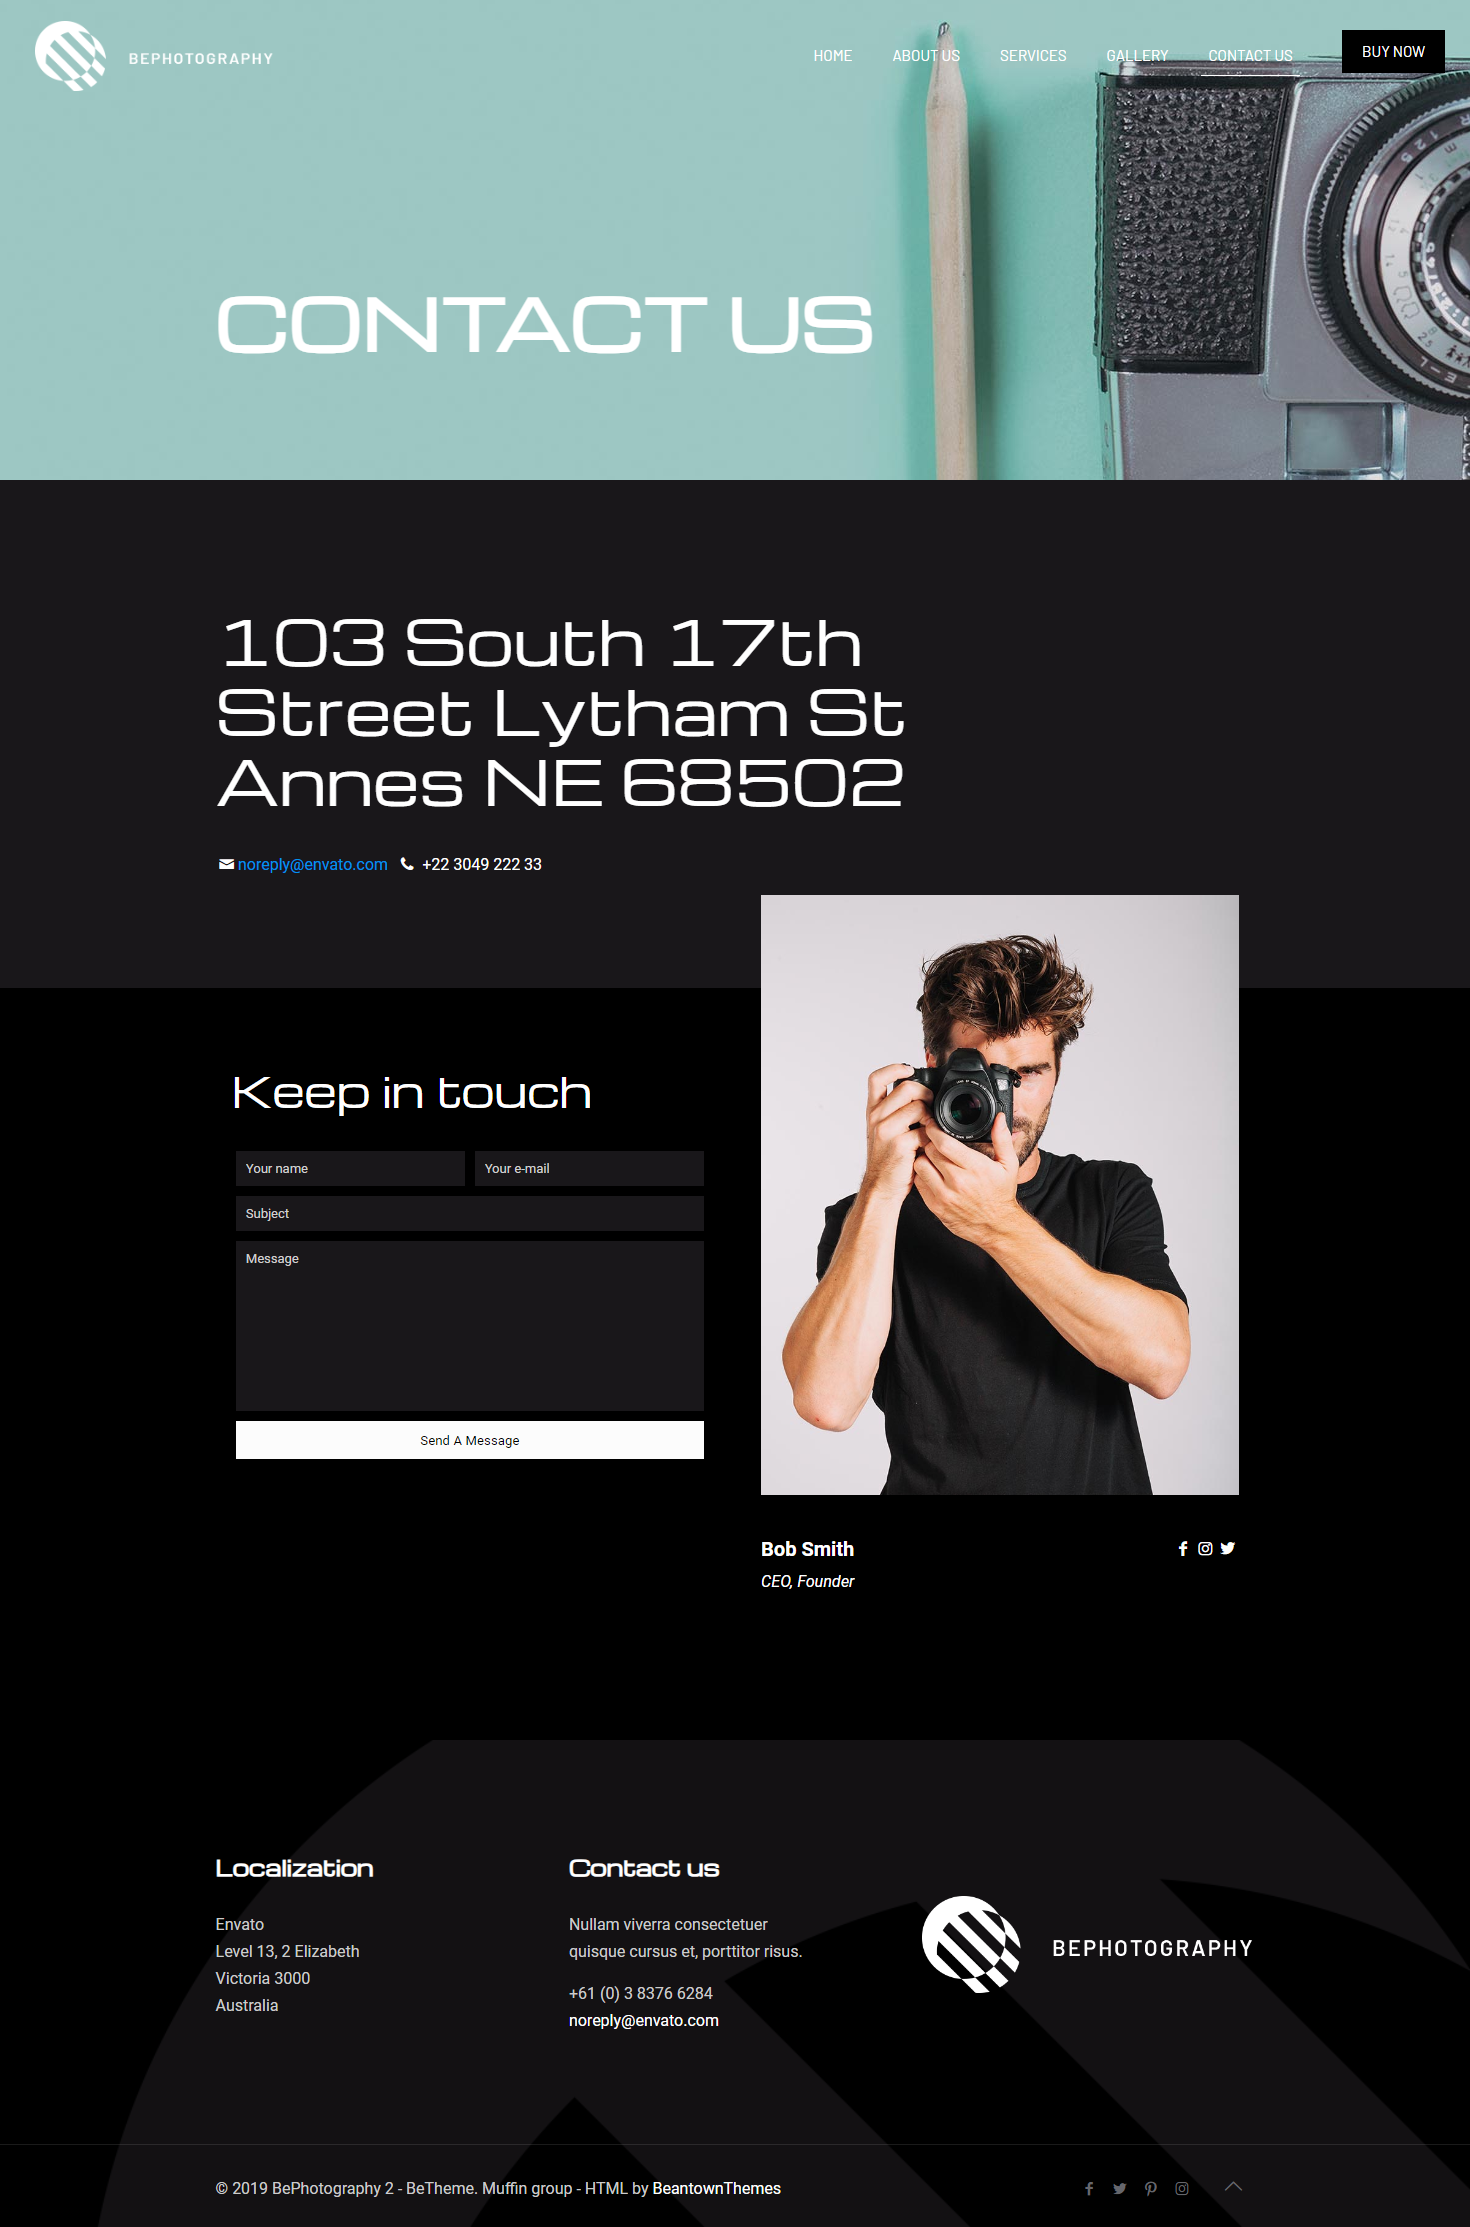 BEPHOTOGRAPHY
HOME
ABOUT US
SERVICES
GALLERY
CONTACT US
BUY NOW
CONTACT US
103 South 17th
Street Lytham St
Annes NE 68502
noreply@envato.com +22 3049 222 33
Keep in touch
Your name
Your e-mail
Subject
Message
Send A Message
Bob Smith
CEO, Founder
Localization
Envato
Level 13, 2 Elizabeth
Victoria 3000
Australia
Contact us
Nullam viverra consectetuer
quisque cursus et, porttitor risus.
+61 (0) 3 8376 6284
noreply@envato.com
BEPHOTOGRAPHY
© 2019 BePhotography 2 - BeTheme. Muffin group - HTML by BeantownThemes